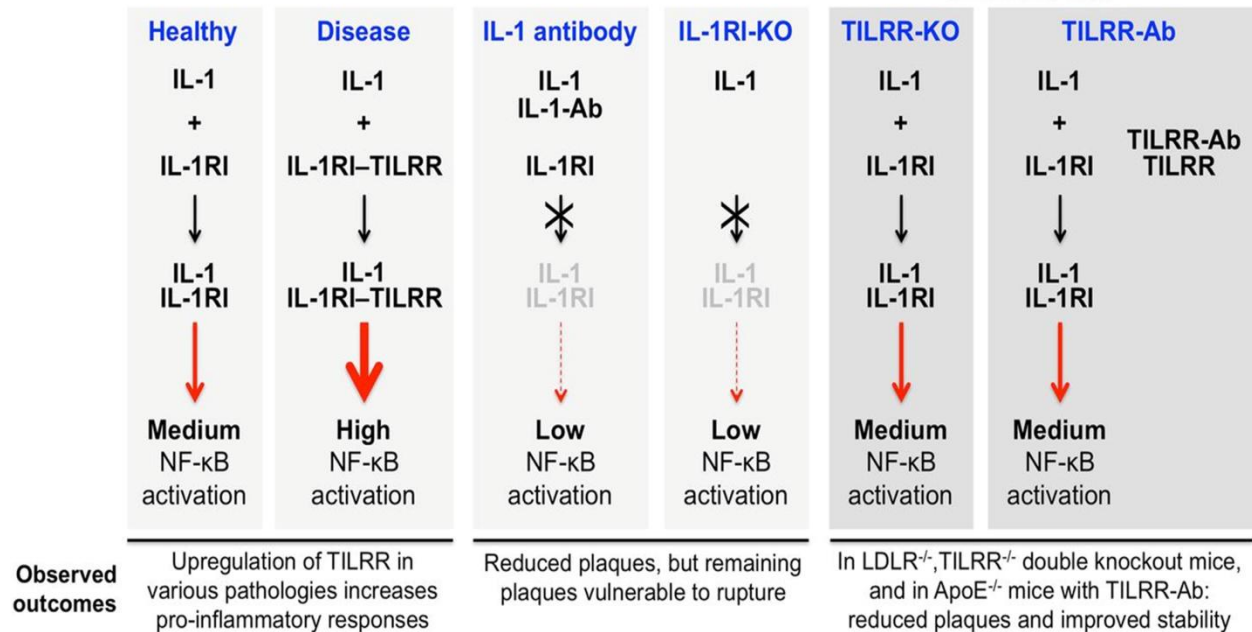 Healthy
IL-1
+
IL-1RI
IL-1
IL-1RI
Medium
NF-κB
activation
Disease
IL-1
+
IL-1RI–TILRR
IL-1
IL-1RI–TILRR
High
NF-κB
activation
IL-1 antibody
IL-1
IL-1-Ab
IL-1RI
IL-1
IL-1RI
Low
NF-κB
activation
IL-1RI-KO
IL-1
IL-1
IL-1RI
Low
NF-κB
activation
TILRR-KO
IL-1
+
IL-1RI
IL-1
IL-1RI
Medium
NF-κB
activation
TILRR-Ab
IL-1
+
IL-1RI
TILRR-Ab
TILRR
IL-1
IL-1RI
Medium
NF-κB
activation
Observed
outcomes
Upregulation of TILRR in
various pathologies increases
pro-inflammatory responses
Reduced plaques, but remaining
plaques vulnerable to rupture
In LDLR-/-,TILRR-/- double knockout mice,
and in ApoE-/- mice with TILRR-Ab:
reduced plaques and improved stability